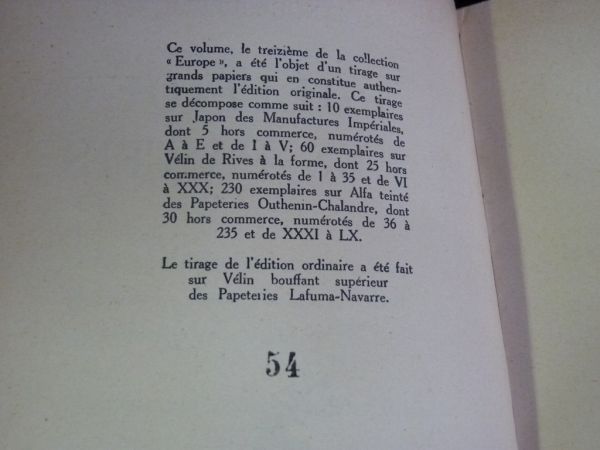 Ce volume, le treizième de la collection
« Europe », a été l'objet d'un tirage sur
grands papiers qui en constitue authen-
tiquement l'édition originale. Ce tirage
se décompose comme suit : 10 exemplaires
sur Japon des Manufactures Impériales,
dont 5 hors commerce, numérotés de
A à E et de I à V; 60 exemplaires sur
Vélin de Rives à la forme, dont 25 hors
commerce, numérotés de 1 à 35 et de VI
à XXX; 230 exemplaires sur Alfa teinté
des Papeteries Outhenin-Chalandre, dont
30 hors commerce, numérotés de 36 à
235 et de XXXI à LX.
Le tirage de l'édition ordinaire a été fait
sur Vélin bouffant supérieur
des Papeteries Lafuma-Navarre.
54